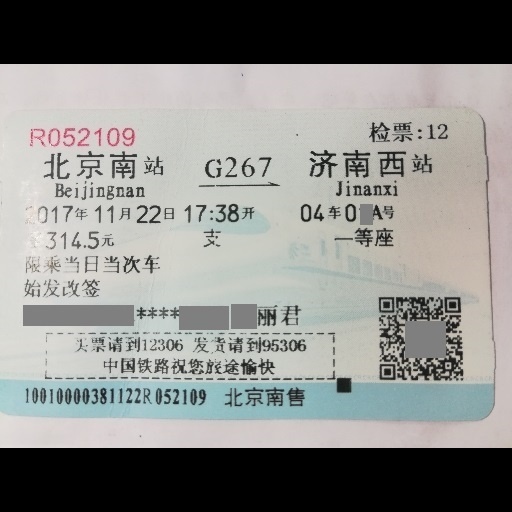 R052109 检票:12
北京南站 G267 济南西站
Beijingnan Jinanxi
2017年11月22日 17:38开 04车0 A号
314.5元 支 一等座
限乘当日当次车
始发改签
**** 丽君
买票请到12306 发货请到95306
中国铁路祝您旅途愉快
10010000381122R052109 北京南售